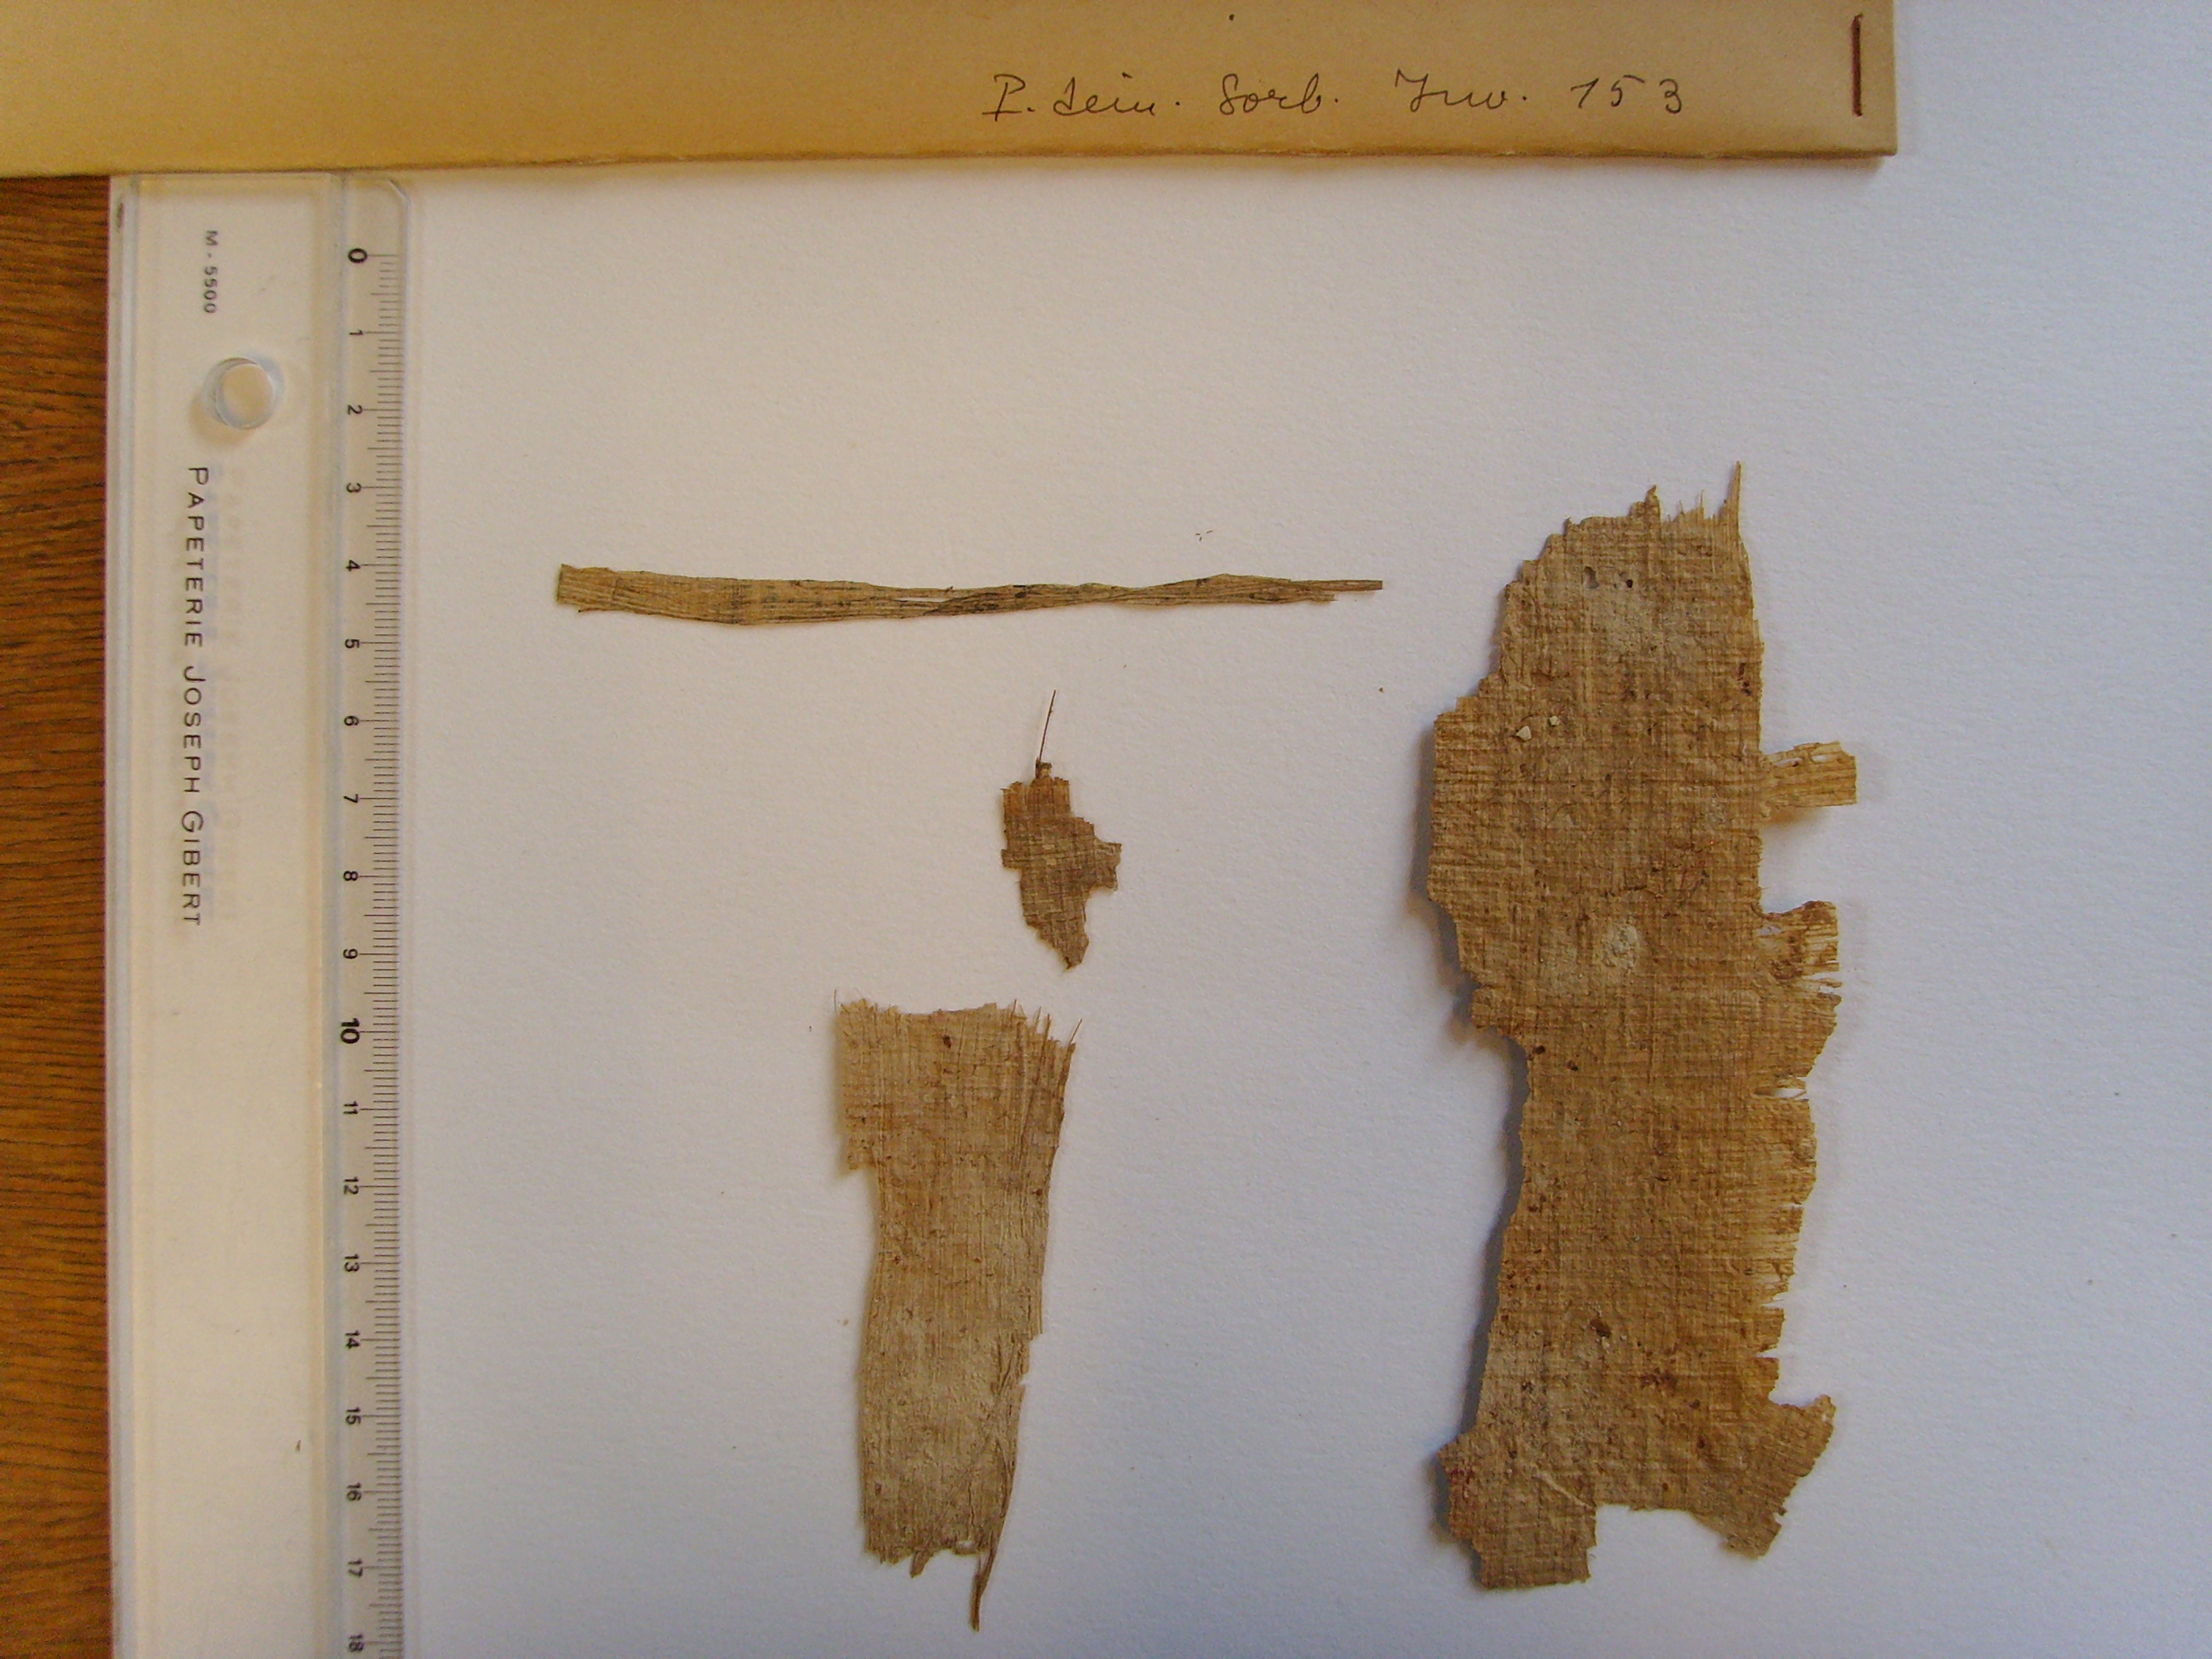 P. dem. Sorb. Inv. 153
M - 5500
PAPETERIE JOSEPH GIBERT
0 1 2 3 4 5 6 7 8 9 10 11 12 13 14 15 16 17 18